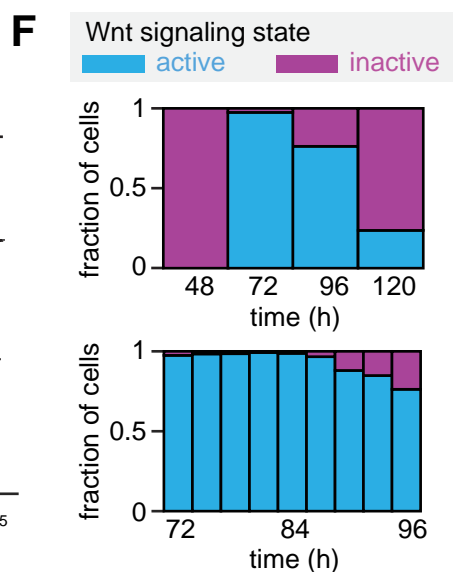 F
Wnt signaling state
active inactive
fraction of cells
1
0.5
0
48 72 96 120
time (h)
fraction of cells
1
0.5
0
72 84 96
time (h)
5